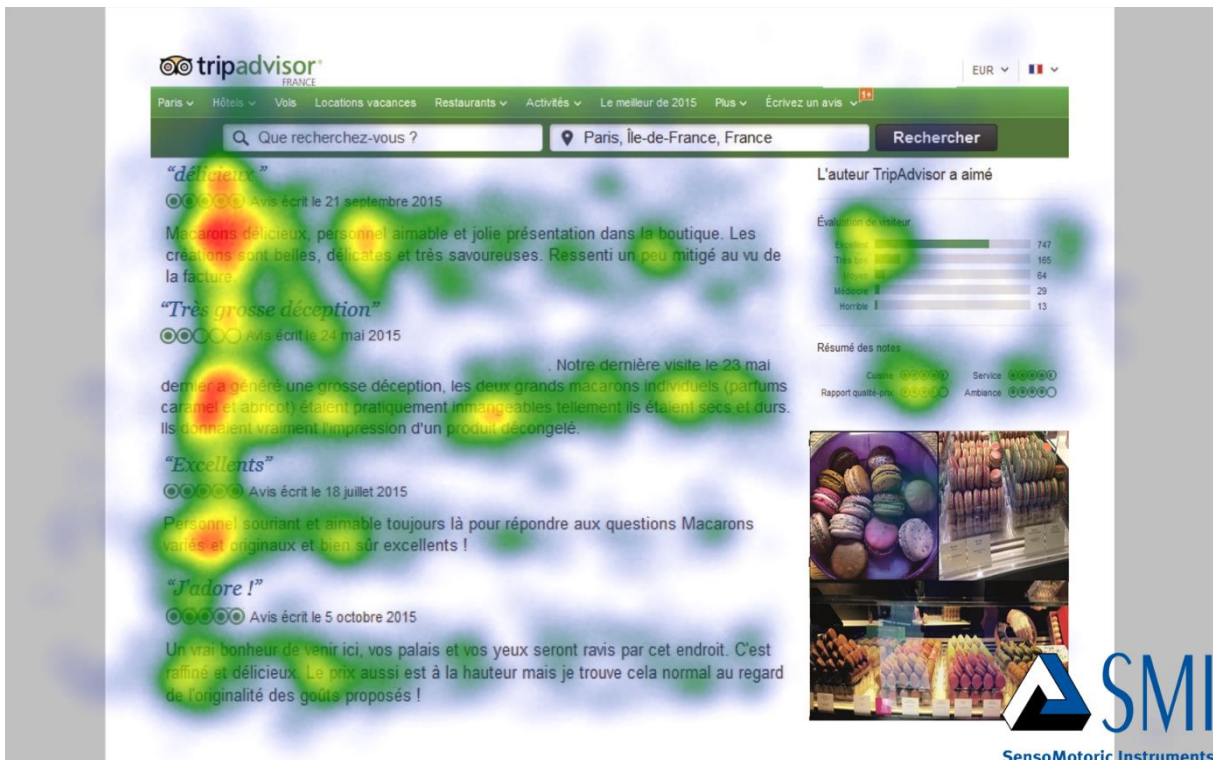 tripadvisor®
FRANCE
EUR
Paris Hôtels Vols Locations vacances Restaurants Activités Le meilleur de 2015 Plus Écrivez un avis 1+
Que recherchez-vous ?
Paris, Île-de-France, France
Rechercher
“délicieux ”
Avis écrit le 21 septembre 2015
Macarons délicieux, personnel aimable et jolie présentation dans la boutique. Les
créations sont belles, délicates et très savoureuses. Ressenti un peu mitigé au vu de
la facture.
“Très grosse déception”
Avis écrit le 24 mai 2015
. Notre dernière visite le 23 mai
dernier a généré une grosse déception, les deux grands macarons individuels (parfums
caramel et abricot) étaient pratiquement inmangeables tellement ils étaient secs et durs.
Ils donnaient vraiment l'impression d'un produit décongelé.
“Excellents”
Avis écrit le 18 juillet 2015
Personnel souriant et aimable toujours là pour répondre aux questions Macarons
variés et originaux et bien sûr excellents !
“J'adore !”
Avis écrit le 5 octobre 2015
Un vrai bonheur de venir ici, vos palais et vos yeux seront ravis par cet endroit. C'est
raffiné et délicieux. Le prix aussi est à la hauteur mais je trouve cela normal au regard
de l'originalité des goûts proposés !
L'auteur TripAdvisor a aimé
Évaluation de visiteur
Excellent 747
Très bon 165
Moyen 64
Médiocre 29
Horrible 13
Résumé des notes
Cuisine Service
Rapport qualité-prix Ambiance
SMI
SensoMotoric Instruments